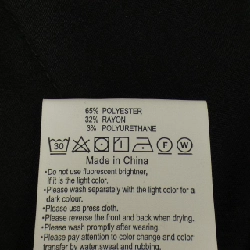 65% POLYESTER
32% RAYON
3% POLYURETHANE
30 F W
Made in China
•Do not use fluorescent brightner,
if it is the light color.
•Please wash separately with the light color for a
dark colour.
•Please use press cloth.
•Please reverse the front and back when drying.
•Please wash promptly after wearing.
•Please pay attention to color change and color
transfer by water, sweat and rubbing.